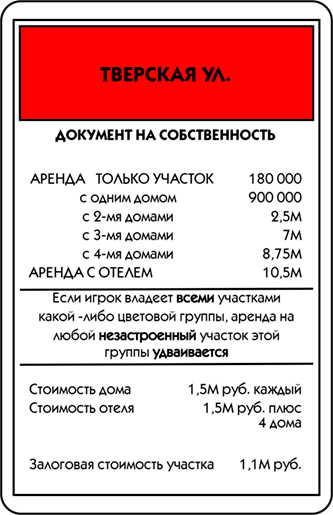 ТВЕРСКАЯ УЛ.
ДОКУМЕНТ НА СОБСТВЕННОСТЬ
АРЕНДА ТОЛЬКО УЧАСТОК 180 000
с одним домом 900 000
с 2-мя домами 2,5М
с 3-мя домами 7М
с 4-мя домами 8,75М
АРЕНДА С ОТЕЛЕМ 10,5М
Если игрок владеет всеми участками
какой -либо цветовой группы, аренда на
любой незастроенный участок этой
группы удваивается
Стоимость дома 1,5М руб. каждый
Стоимость отеля 1,5М руб. плюс
4 дома
Залоговая стоимость участка 1,1М руб.